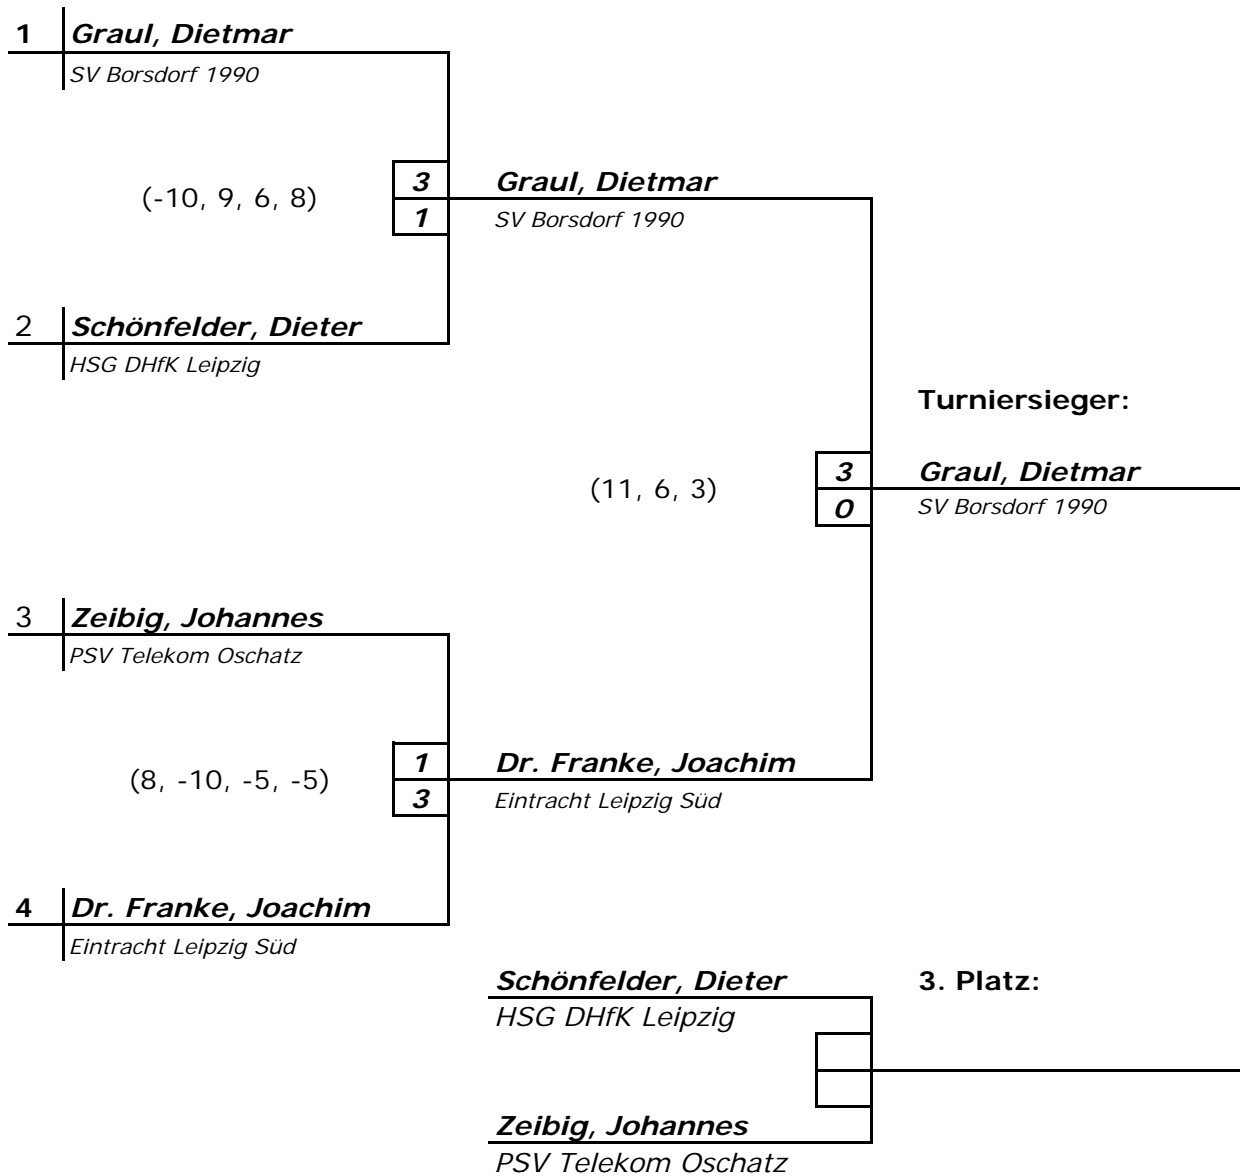 1 Graul, Dietmar
SV Borsdorf 1990
(-10, 9, 6, 8)
3
1
Graul, Dietmar
SV Borsdorf 1990
2 Schönfelder, Dieter
HSG DHfK Leipzig
Turniersieger:
(11, 6, 3)
3
0
Graul, Dietmar
SV Borsdorf 1990
3 Zeibig, Johannes
PSV Telekom Oschatz
(8, -10, -5, -5)
1
3
Dr. Franke, Joachim
Eintracht Leipzig Süd
4 Dr. Franke, Joachim
Eintracht Leipzig Süd
Schönfelder, Dieter
HSG DHfK Leipzig
3. Platz:
Zeibig, Johannes
PSV Telekom Oschatz